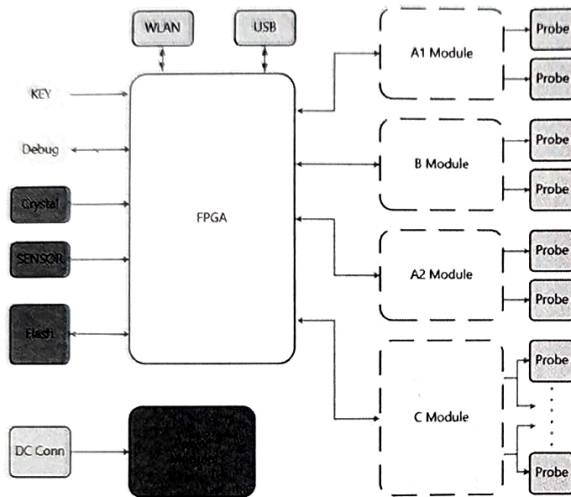 WLAN
USB
Probe
A1 Module
KEY
Probe
Debug
Probe
B Module
Crystal
FPGA
Probe
SENSOR
Probe
A2 Module
Probe
Flash
Probe
C Module
DC Conn
Probe